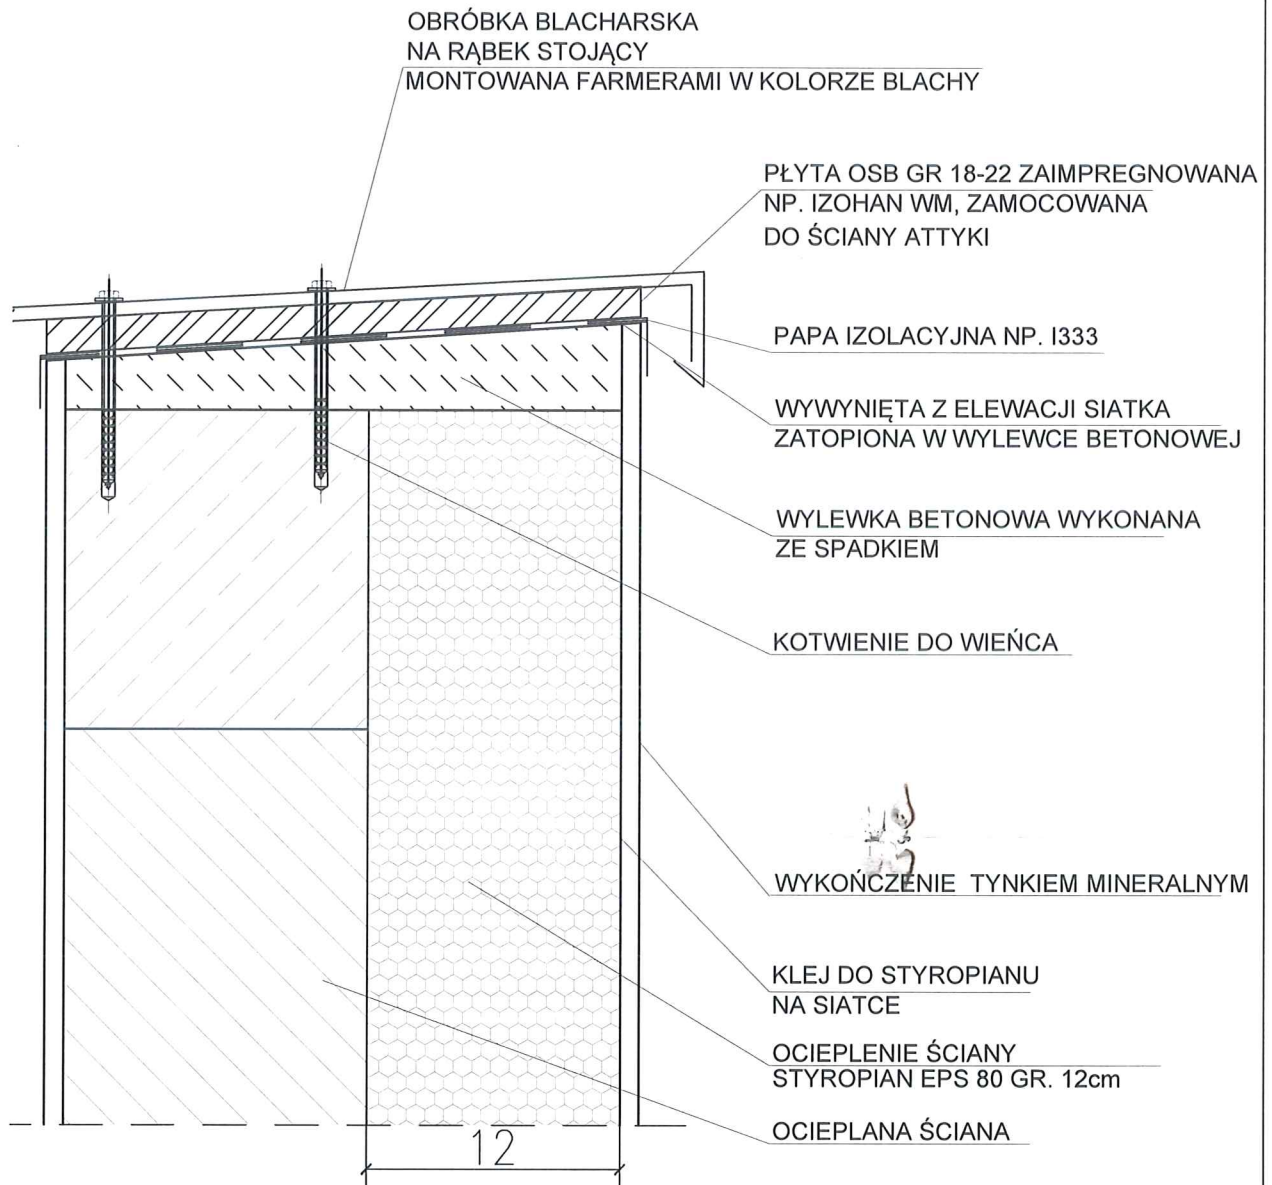 OBRÓBKA BLACHARSKA
NA RĄBEK STOJĄCY
MONTOWANA FARMERAMI W KOLORZE BLACHY
PŁYTA OSB GR 18-22 ZAIMPREGNOWANA
NP. IZOHAN WM, ZAMOCOWANA
DO ŚCIANY ATTYKI
PAPA IZOLACYJNA NP. I333
WYWYNIĘTA Z ELEWACJI SIATKA
ZATOPIONA W WYLEWCE BETONOWEJ
WYLEWKA BETONOWA WYKONANA
ZE SPADKIEM
KOTWIENIE DO WIEŃCA
WYKOŃCZENIE TYNKIEM MINERALNYM
KLEJ DO STYROPIANU
NA SIATCE
OCIEPLENIE ŚCIANY
STYROPIAN EPS 80 GR. 12cm
OCIEPLANA ŚCIANA
12